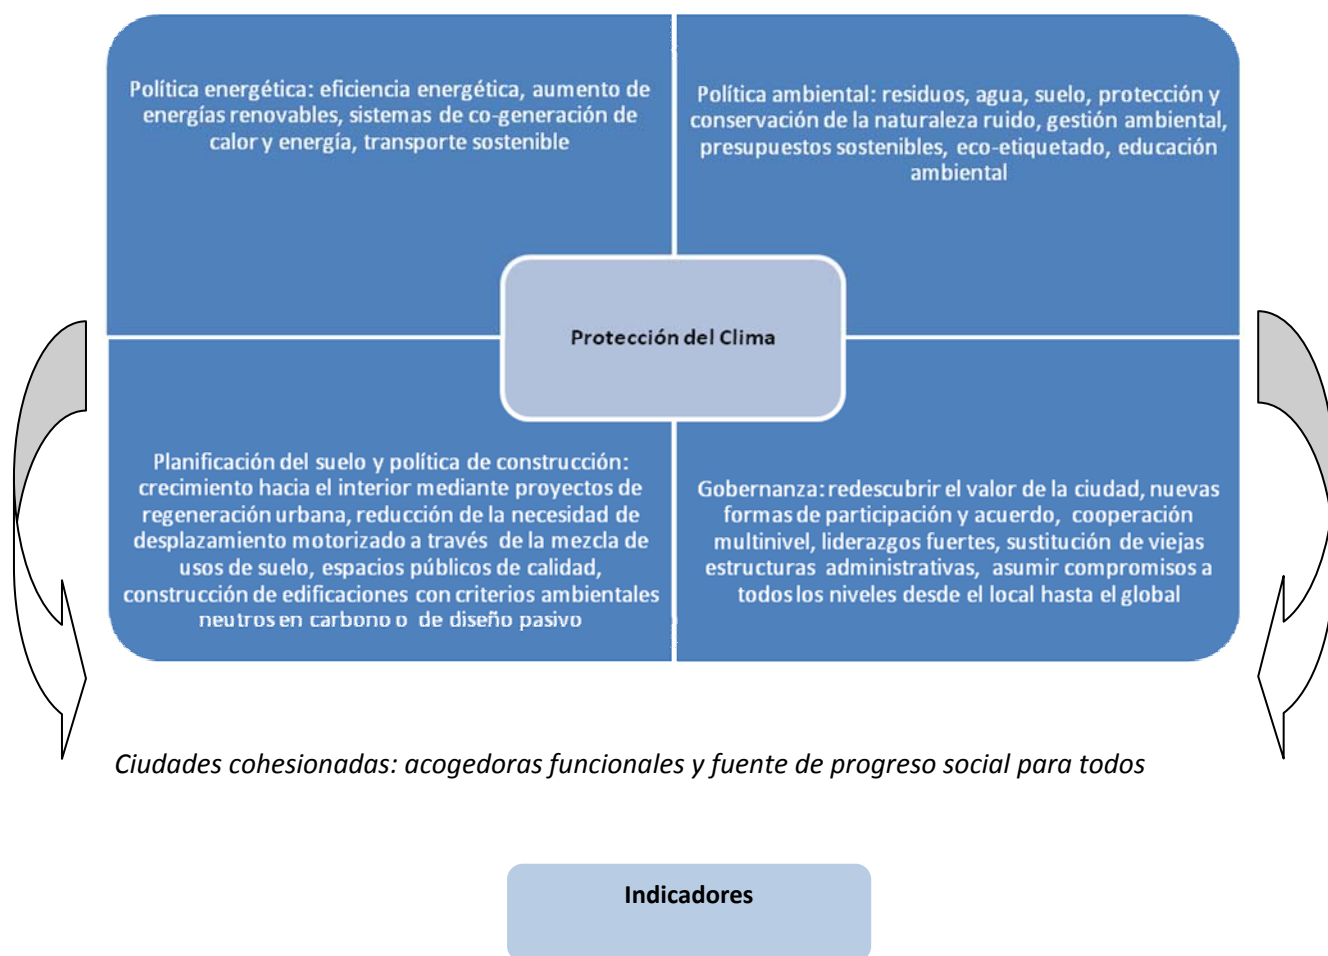 Política energética: eficiencia energética, aumento de
energías renovables, sistemas de co-generación de
calor y energía, transporte sostenible
Política ambiental: residuos, agua, suelo, protección y
conservación de la naturaleza ruido, gestión ambiental,
presupuestos sostenibles, eco-etiquetado, educación
ambiental
Protección del Clima
Planificación del suelo y política de construcción:
crecimiento hacia el interior mediante proyectos de
regeneración urbana, reducción de la necesidad de
desplazamiento motorizado a través de la mezcla de
usos de suelo, espacios públicos de calidad,
construcción de edificaciones con criterios ambientales
neutros en carbono o de diseño pasivo
Gobernanza: redescubrir el valor de la ciudad, nuevas
formas de participación y acuerdo, cooperación
multinivel, liderazgos fuertes, sustitución de viejas
estructuras administrativas, asumir compromisos a
todos los niveles desde el local hasta el global
Ciudades cohesionadas: acogedoras funcionales y fuente de progreso social para todos
Indicadores